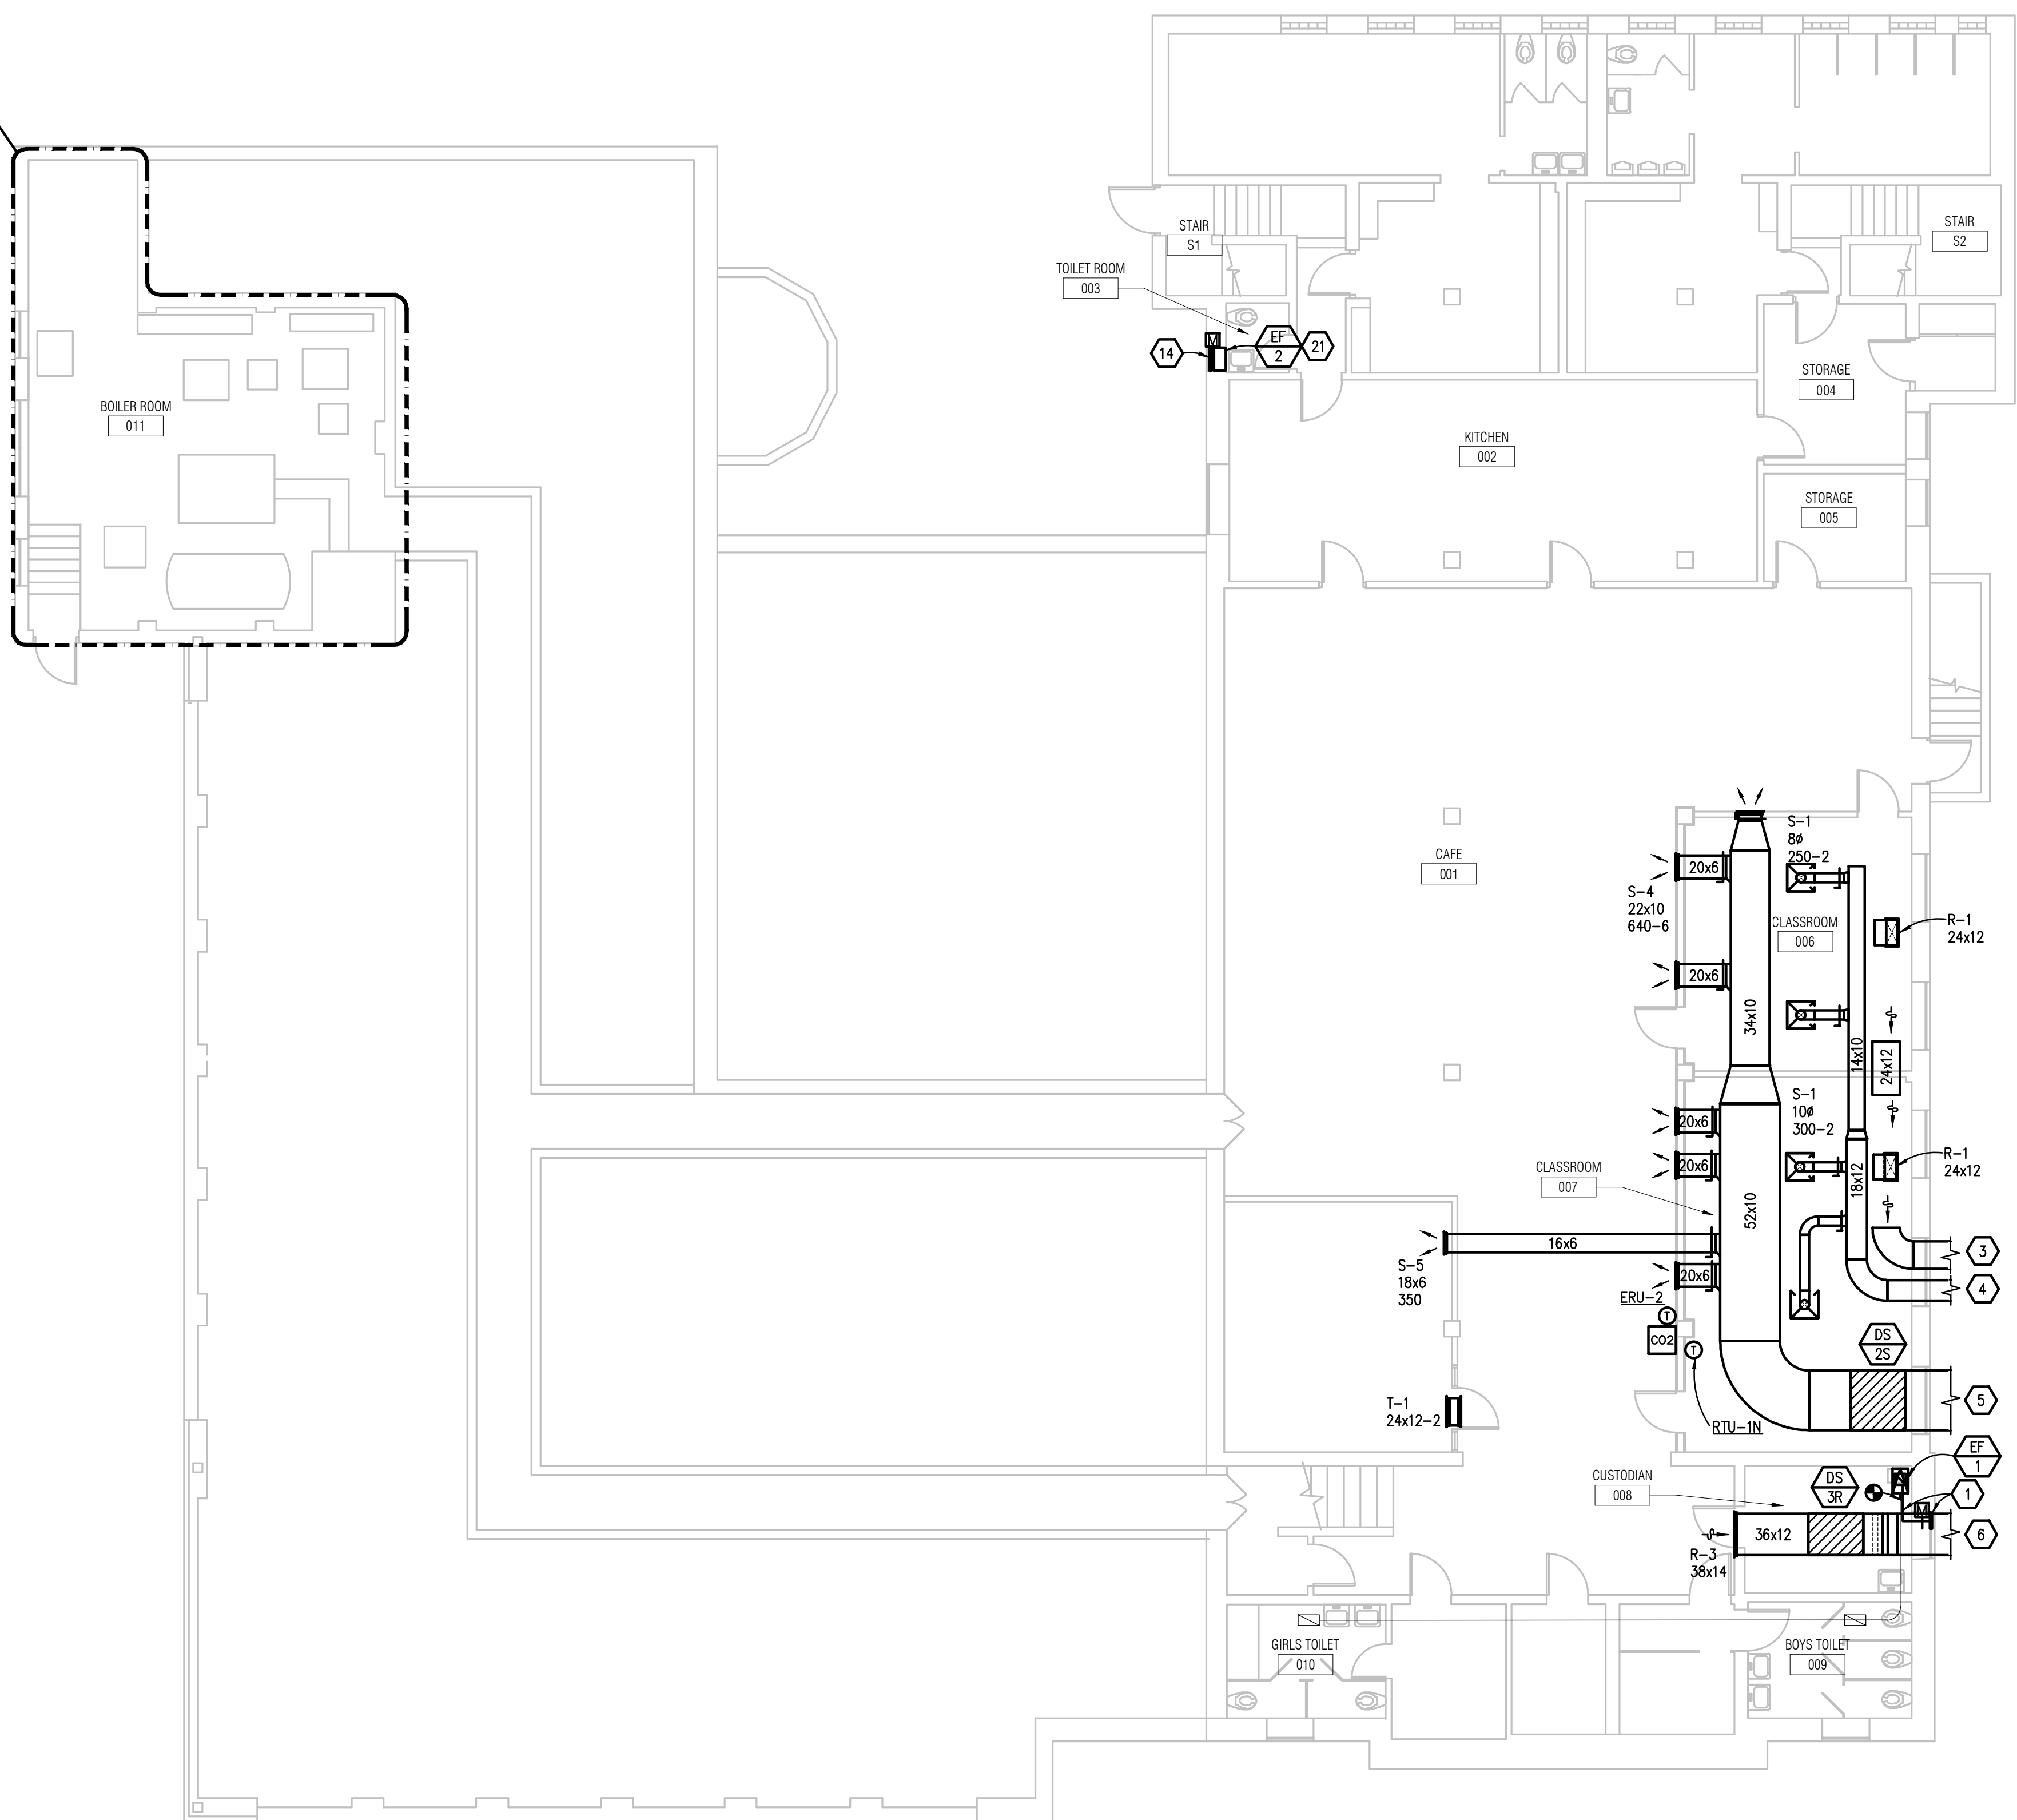 STAIR
S1
STAIR
S2
TOILET ROOM
003
M
14
EF
2
21
STORAGE
004
BOILER ROOM
011
KITCHEN
002
STORAGE
005
S-1
8ø
250-2
CAFE
001
20x6
S-4
22x10
640-6
CLASSROOM
006
R-1
24x12
20x6
34x10
14x10
24x12
S-1
10ø
300-2
20x6
20x6
CLASSROOM
007
52x10
18x12
R-1
24x12
16x6
3
S-5
18x6
350
20x6
4
ERU-2
T
CO2
T
DS
2S
T-1
24x12-2
5
RTU-1N
EF
1
CUSTODIAN
008
DS
3R
1
M
36x12
6
R-3
38x14
GIRLS TOILET
010
BOYS TOILET
009